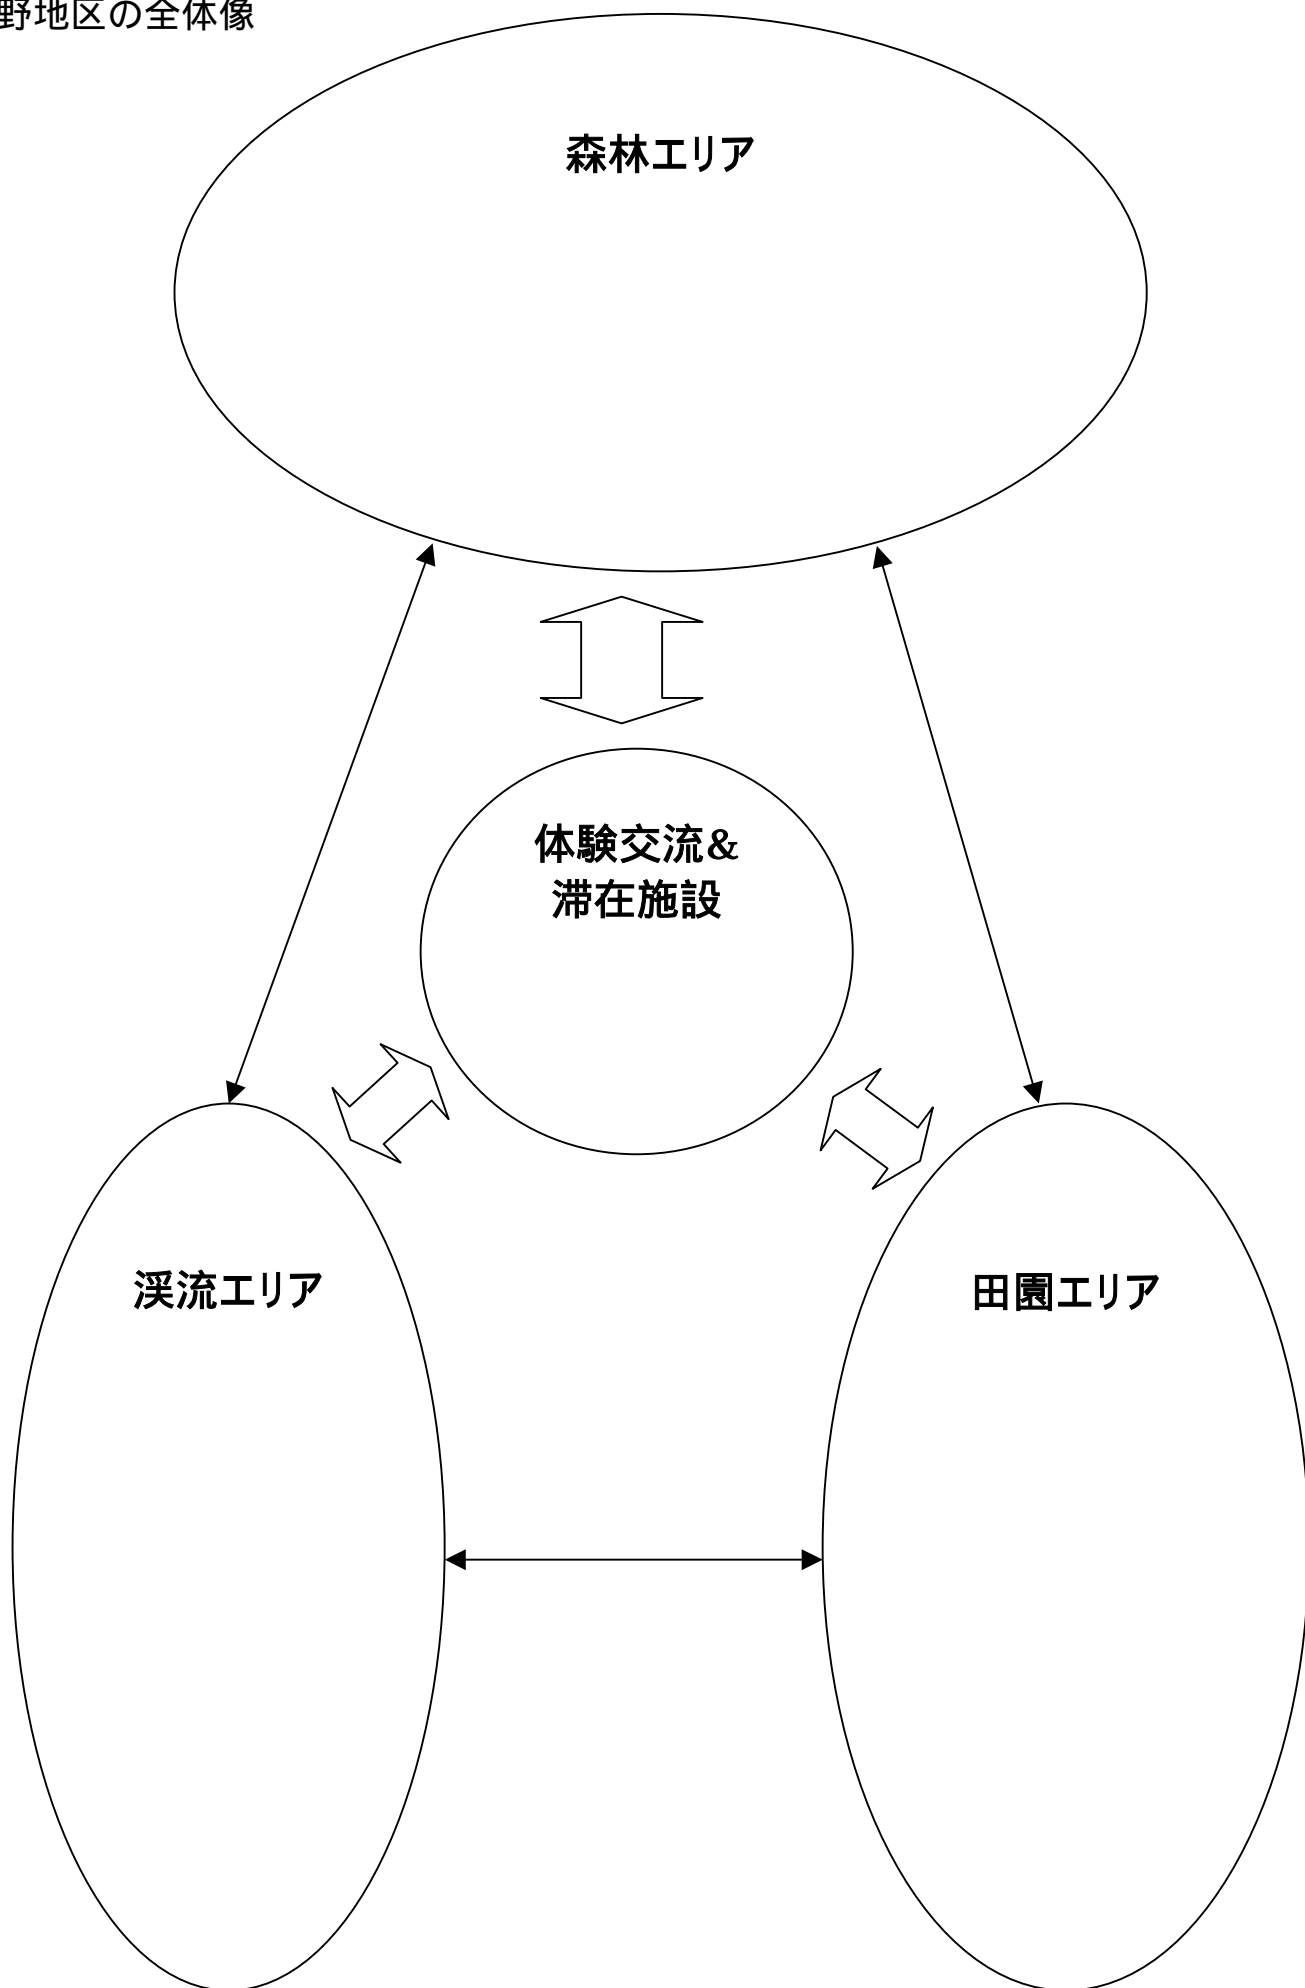 野地区の全体像
森林エリア
体験交流&
滞在施設
渓流エリア
田園エリア